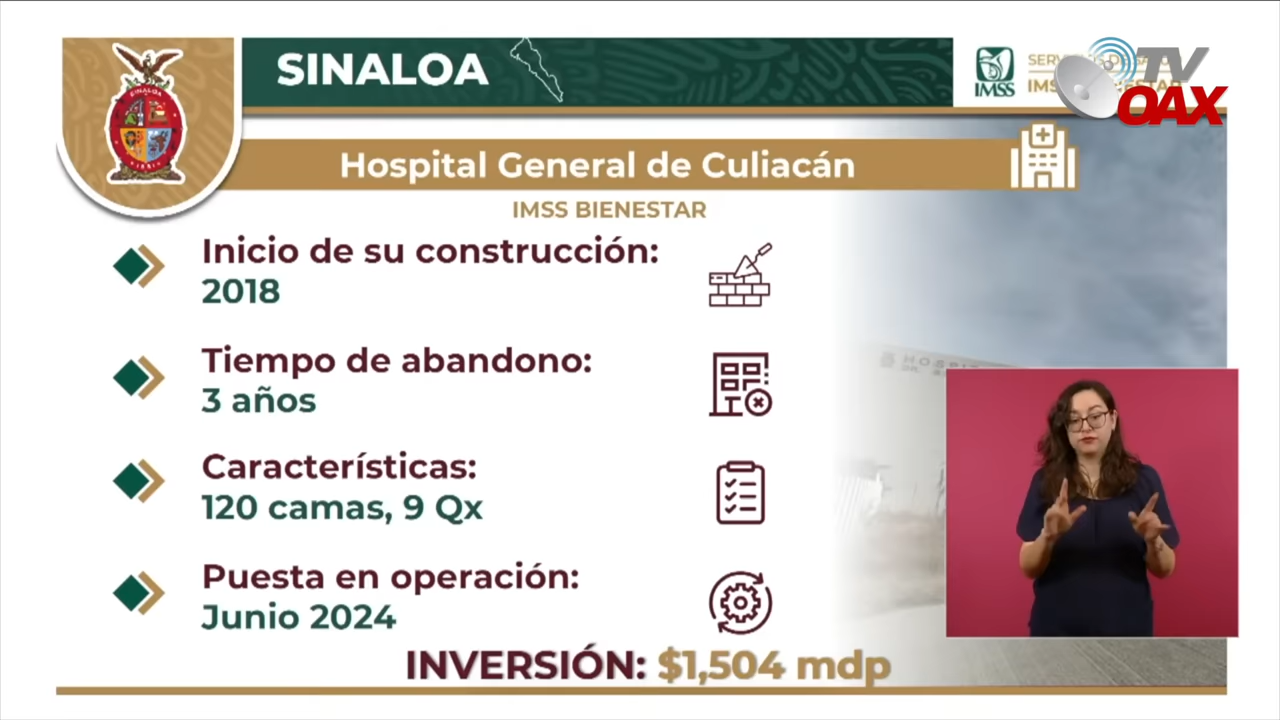 SINALOA
SINALOA
IMSS
TV
OAX
Hospital General de Culiacán
IMSS BIENESTAR
Inicio de su construcción:
2018
Tiempo de abandono:
3 años
Características:
120 camas, 9 Qx
Puesta en operación:
Junio 2024
INVERSIÓN: $1,504 mdp